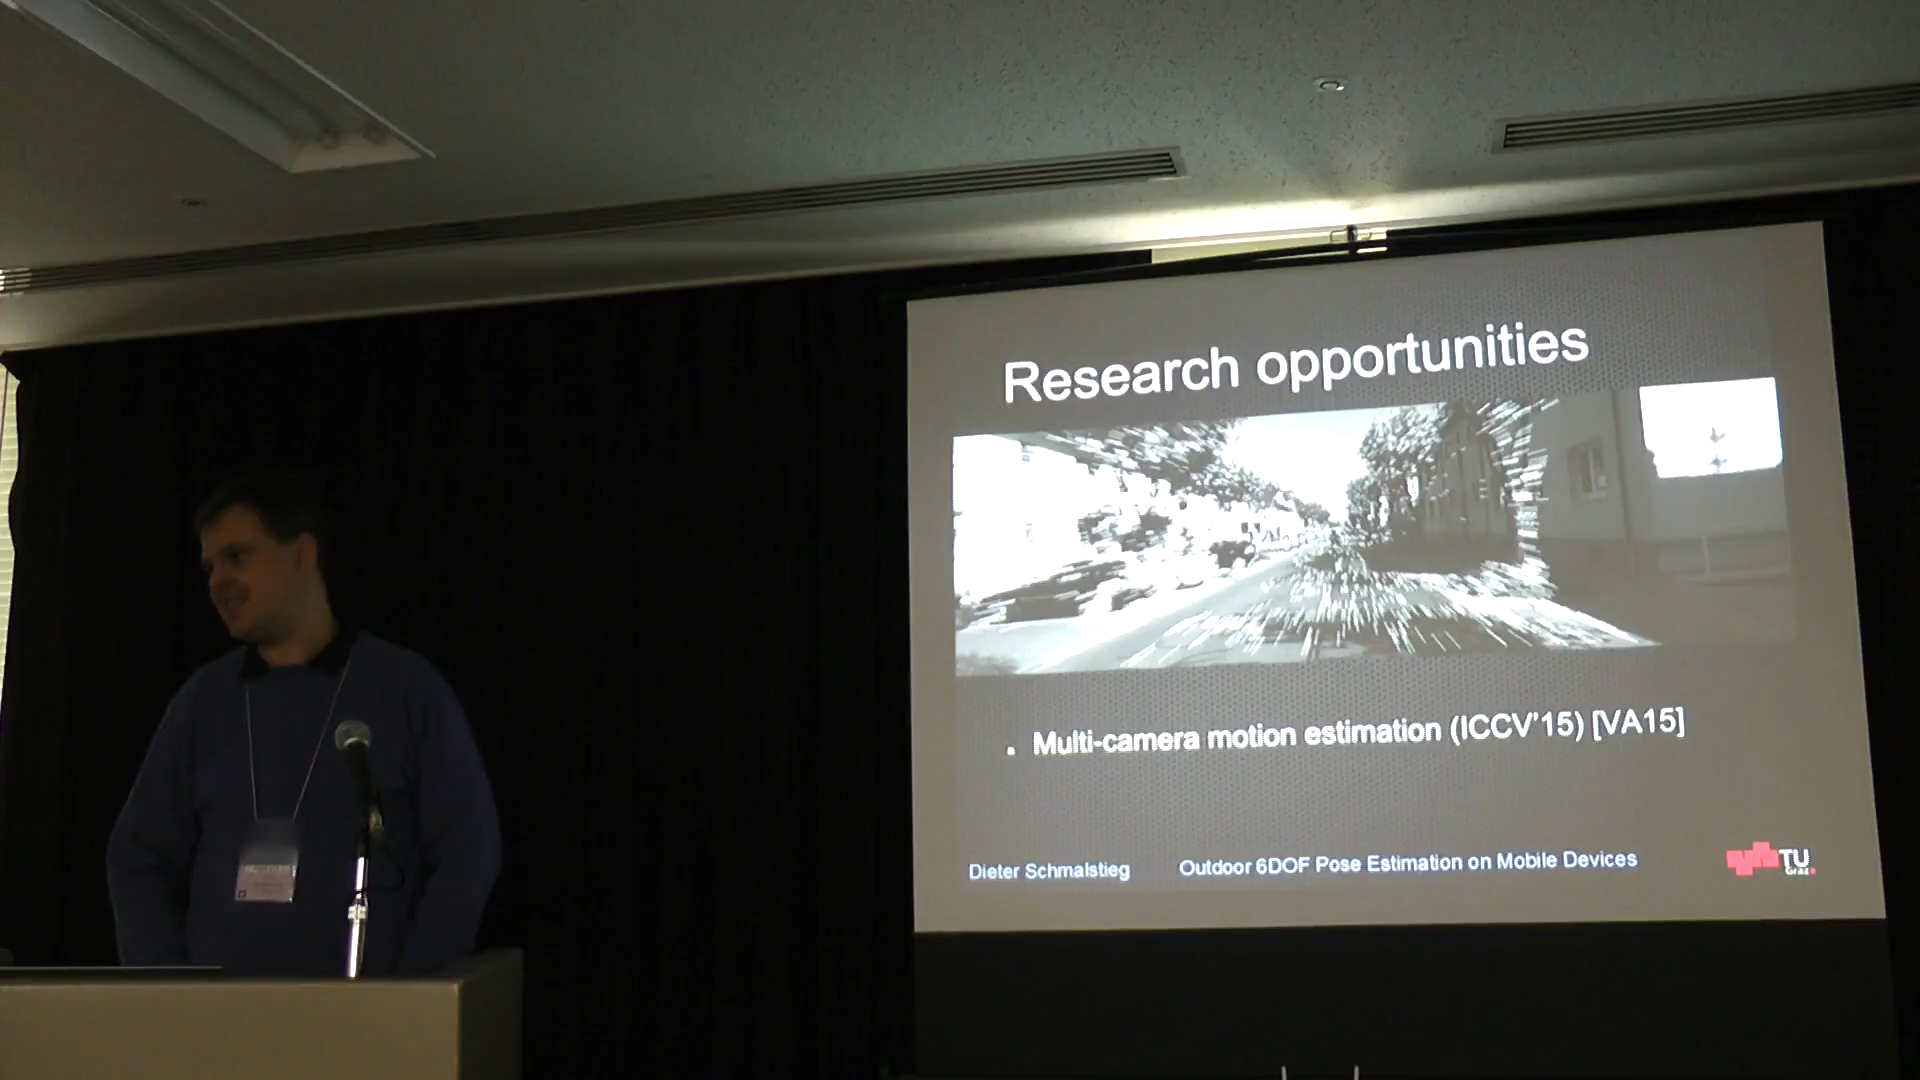 Research opportunities
. Multi-camera motion estimation (ICCV'15) [VA15]
Dieter Schmalstieg Outdoor 6DOF Pose Estimation on Mobile Devices
TU
Graz